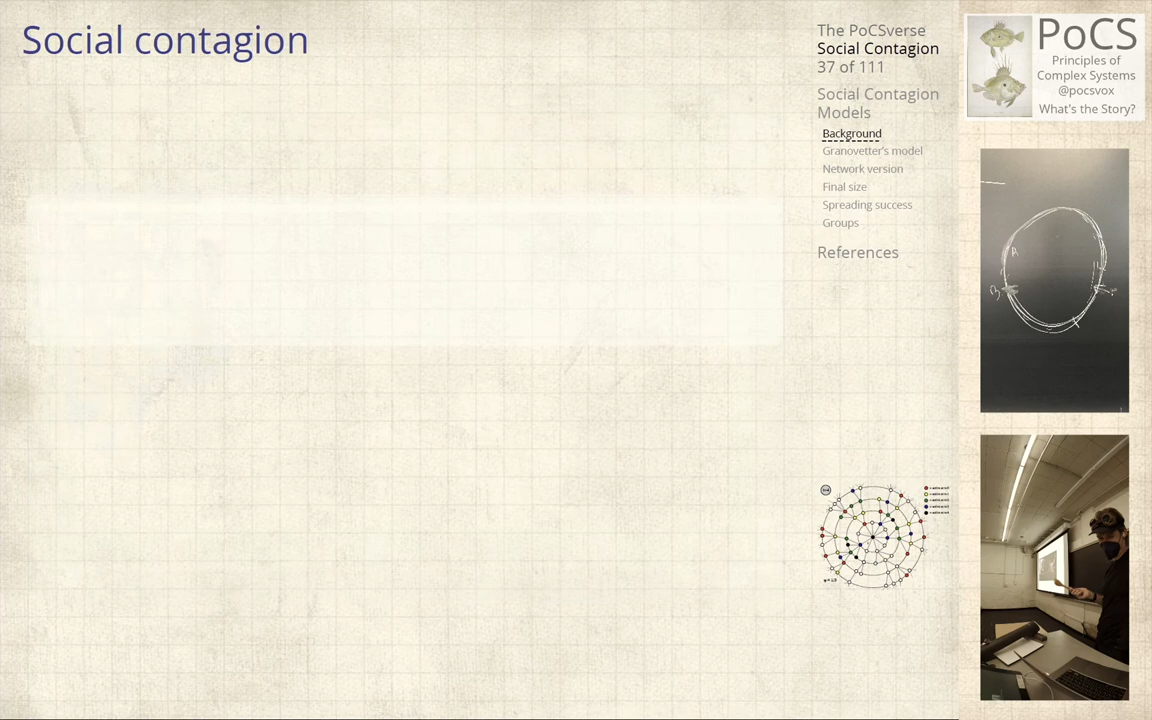 Social contagion
The PoCSverse
Social Contagion
37 of 111
Social Contagion
Models
Background
Granovetter's model
Network version
Final size
Spreading success
Groups
References
PoCS
Principles of
Complex Systems
@pocsvox
What's the Story?